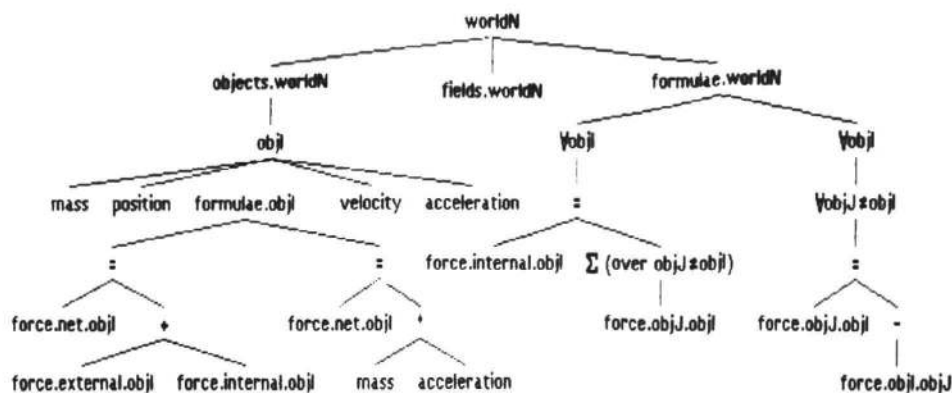 worldN
objects.worldN fields.worldN formulae.worldN
objI ∀objI ∀objI
mass position formulae.objI velocity acceleration = ∀objJ≠objI
= = force.internal.objI Σ (over objJ≠objI) =
force.net.objI + force.net.objI · force.objJ.objI force.objJ.objI -
force.external.objI force.internal.objI mass acceleration force.objI.objJ